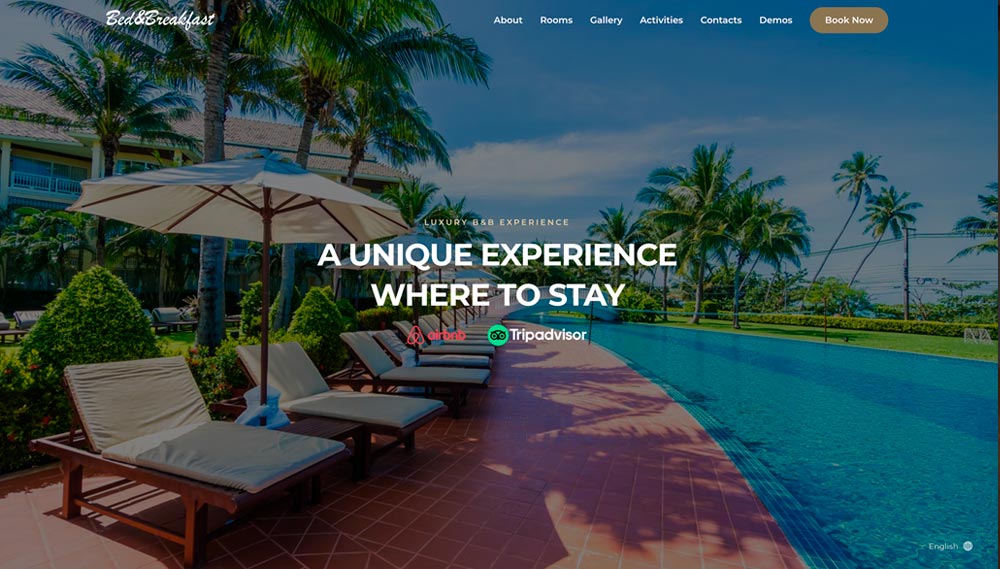 Bed&Breakfast
About Rooms Gallery Activities Contacts Demos Book Now
LUXURY B&B EXPERIENCE
A UNIQUE EXPERIENCE
WHERE TO STAY
airbnb Tripadvisor
English